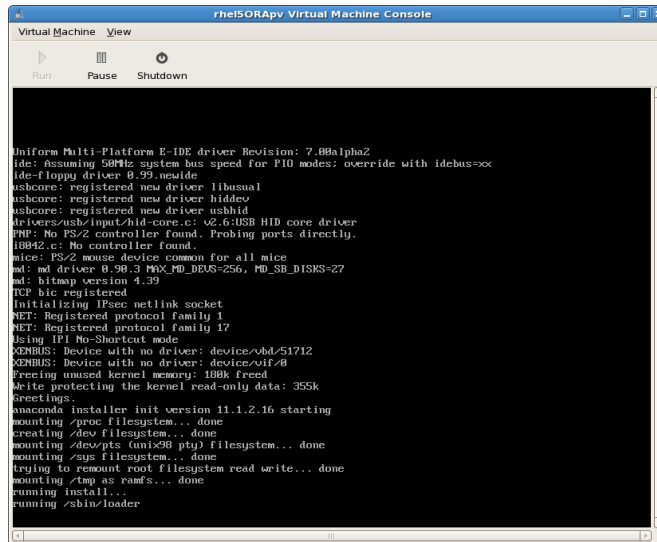 rhel5ORApv Virtual Machine Console
Virtual Machine View
Run Pause Shutdown
Uniform Multi-Platform E-IDE driver Revision: 7.00alpha2
ide: Assuming 50MHz system bus speed for PIO modes; override with idebus=xx
ide-floppy driver 0.99.newide
usbcore: registered new driver libusual
usbcore: registered new driver hiddev
usbcore: registered new driver usbhid
drivers/usb/input/hid-core.c: v2.6:USB HID core driver
PNP: No PS/2 controller found. Probing ports directly.
i8042.c: No controller found.
mice: PS/2 mouse device common for all mice
md: md driver 0.90.3 MAX_MD_DEVS=256, MD_SB_DISKS=27
md: bitmap version 4.39
TCP bic registered
Initializing IPsec netlink socket
NET: Registered protocol family 1
NET: Registered protocol family 17
Using IPI No-Shortcut mode
XENBUS: Device with no driver: device/vbd/51712
XENBUS: Device with no driver: device/vif/0
Freeing unused kernel memory: 180k freed
Write protecting the kernel read-only data: 355k
Greetings.
anaconda installer init version 11.1.2.16 starting
mounting /proc filesystem... done
creating /dev filesystem... done
mounting /dev/pts (unix98 pty) filesystem... done
mounting /sys filesystem... done
trying to remount root filesystem read write... done
mounting /tmp as ramfs... done
running install...
running /sbin/loader